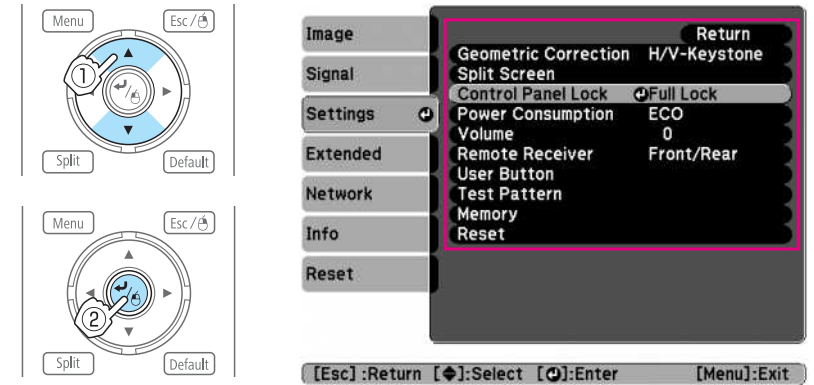 Menu
Esc/
1
Split
Default
Menu
Esc/
2
Split
Default
Image
Signal
Settings
Extended
Network
Info
Reset
Return
Geometric Correction H/V-Keystone
Split Screen
Control Panel Lock Full Lock
Power Consumption ECO
Volume 0
Remote Receiver Front/Rear
User Button
Test Pattern
Memory
Reset
[Esc] :Return [◆]:Select [⏎]:Enter [Menu]:Exit